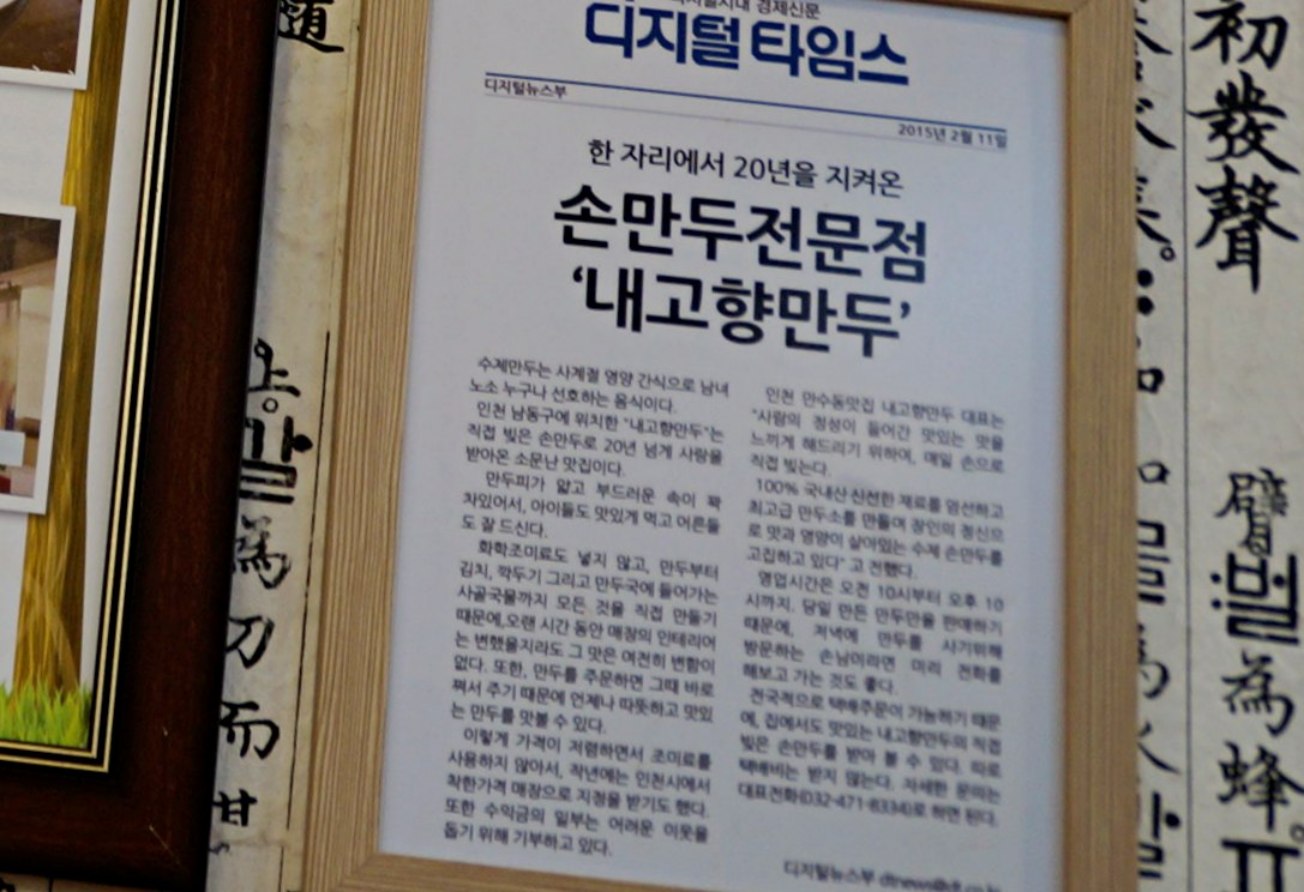 경제신문
디지털타임스
디지털뉴스부
2015년 2월 11일
한 자리에서 20년을 지켜온
손만두전문점
‘내고향만두’
수제만두는 사계절 영양 간식으로 남녀
노소 누구나 선호하는 음식이다.
인천 남동구에 위치한 "내고향만두"는
직접 빚은 손만두로 20년 넘게 사랑을
받아온 소문난 맛집이다.
만두피가 얇고 부드러운 속이 꽉
차있어서, 아이들도 맛있게 먹고 어른들
도 잘 드신다.
화학조미료도 넣지 않고, 만두부터
김치, 깍두기 그리고 만두국에 들어가는
사골국물까지 모든 것을 직접 만들기
때문에,오랜 시간 동안 매장의 인테리어
는 변했을지라도 그 맛은 여전히 변함이
없다. 또한, 만두를 주문하면 그때 바로
쪄서 주기 때문에 언제나 따뜻하고 맛있
는 만두를 맛볼 수 있다.
이렇게 가격이 저렴하면서 조미료를
사용하지 않아서, 작년에는 인천시에서
착한가격 매장으로 지정을 받기도 했다.
또한 수익금의 일부는 어려운 이웃을
돕기 위해 기부하고 있다.
인천 만수동맛집 내고향만두 대표는
"사람의 정성이 들어간 맛있는 맛을
느끼게 해드리기 위하여, 매일 손으로
직접 빚는다.
100% 국내산 신선한 재료를 엄선하고
최고급 만두소를 만들며 장인의 정신으
로 맛과 영양이 살아있는 수제 손만두를
고집하고 있다" 고 전했다.
영업시간은 오전 10시부터 오후 10
시까지. 당일 만든 만두만을 판매하기
때문에, 저녁에 만두를 사기위해
방문하는 손님이라면 미리 전화를
해보고 가는 것도 좋다.
전국적으로 택배주문이 가능하기 때문
에, 집에서도 맛있는 내고향만두의 직접
빚은 손만두를 받아 볼 수 있다. 따로
택배비는 받지 않는다. 자세한 문의는
대표전화(032-471-8334)로 하면 된다.
디지털뉴스부
初發聲
爲刀而
甘
臂
벌爲蜂。